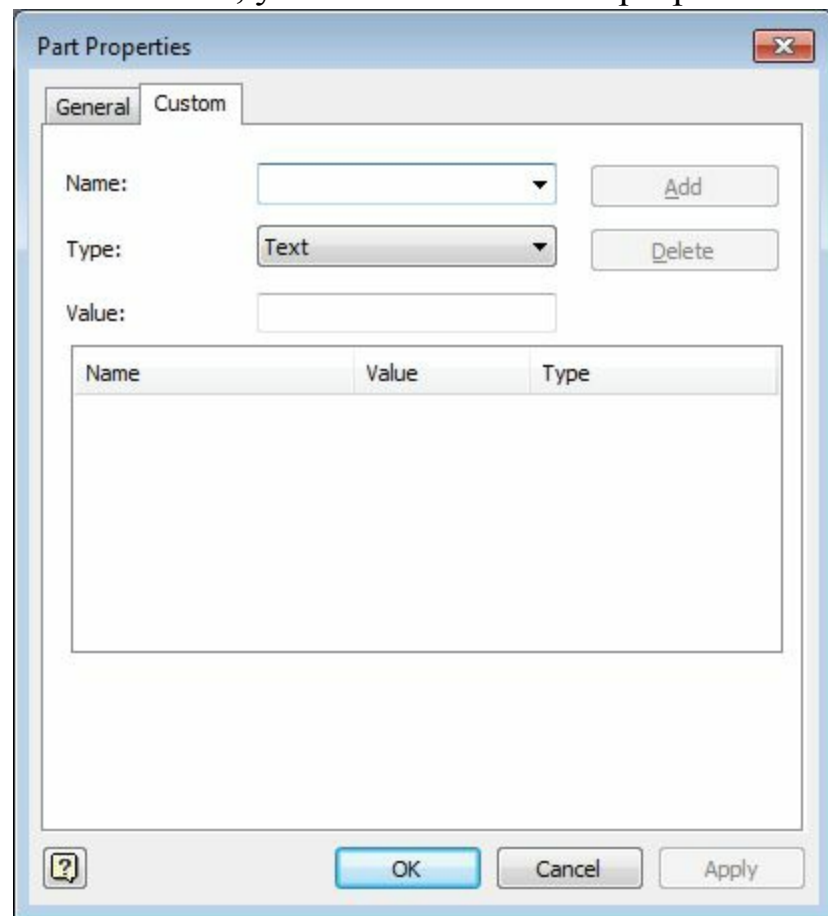 Part Properties
General Custom
Name: Add
Type: Text Delete
Value:
Name Value Type
OK Cancel Apply